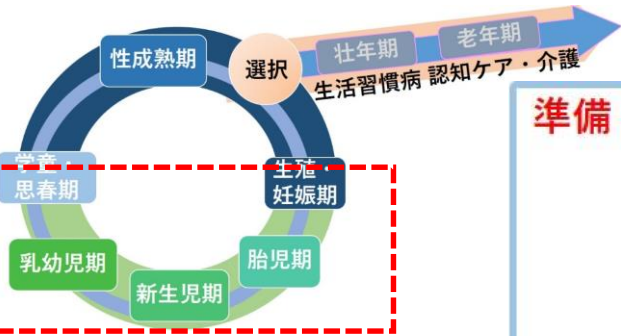 性成熟期
選択
壮年期
老年期
生活習慣病 認知ケア・介護
準備
学童・
思春期
生殖・
妊娠期
乳幼児期
胎児期
新生児期